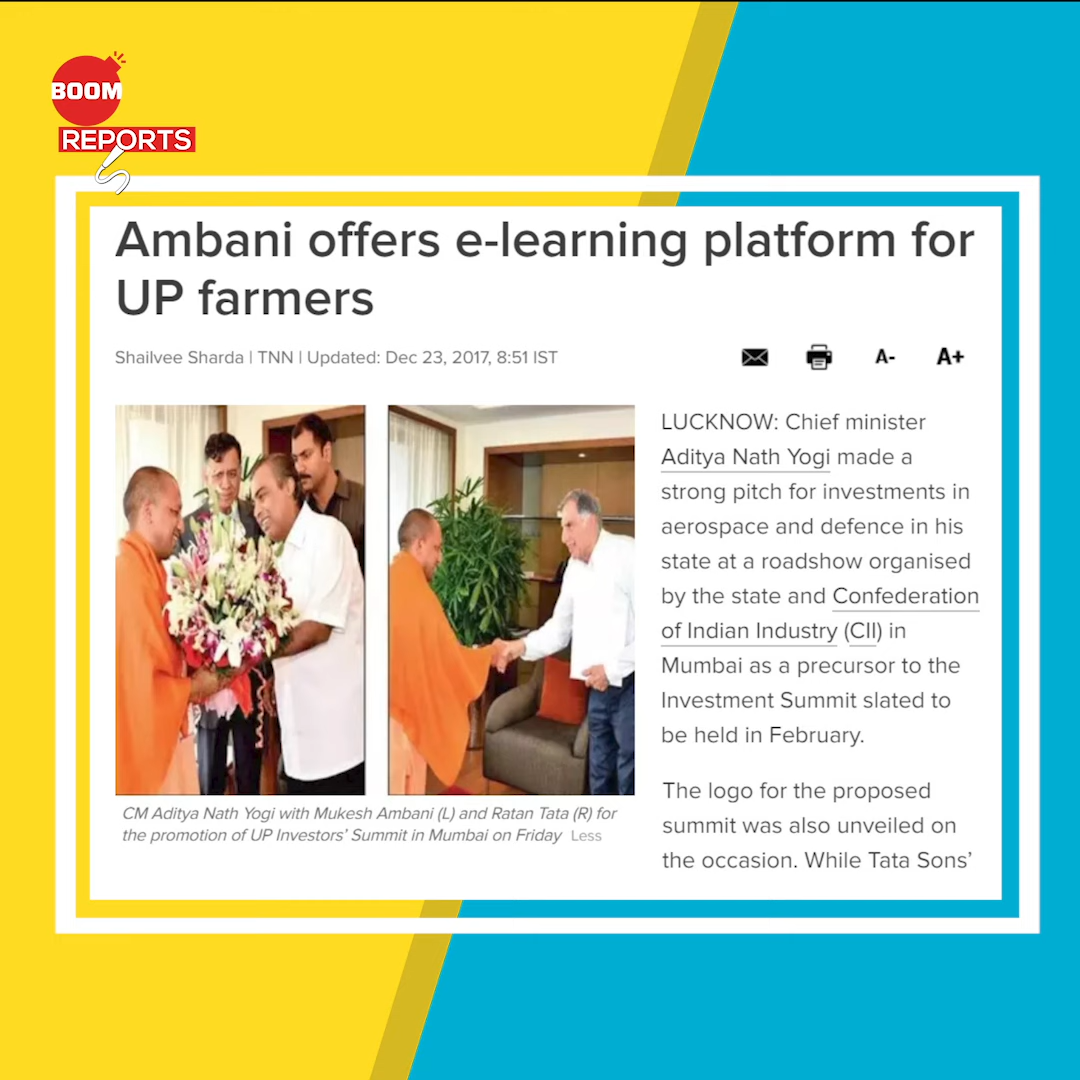 BOOM
REPORTS
Ambani offers e-learning platform for
UP farmers
Shailvee Sharda | TNN | Updated: Dec 23, 2017, 8:51 IST
A-
A+
LUCKNOW: Chief minister
Aditya Nath Yogi made a
strong pitch for investments in
aerospace and defence in his
state at a roadshow organised
by the state and Confederation
of Indian Industry (CII) in
Mumbai as a precursor to the
Investment Summit slated to
be held in February.
The logo for the proposed
summit was also unveiled on
the occasion. While Tata Sons’
CM Aditya Nath Yogi with Mukesh Ambani (L) and Ratan Tata (R) for
the promotion of UP Investors’ Summit in Mumbai on Friday Less